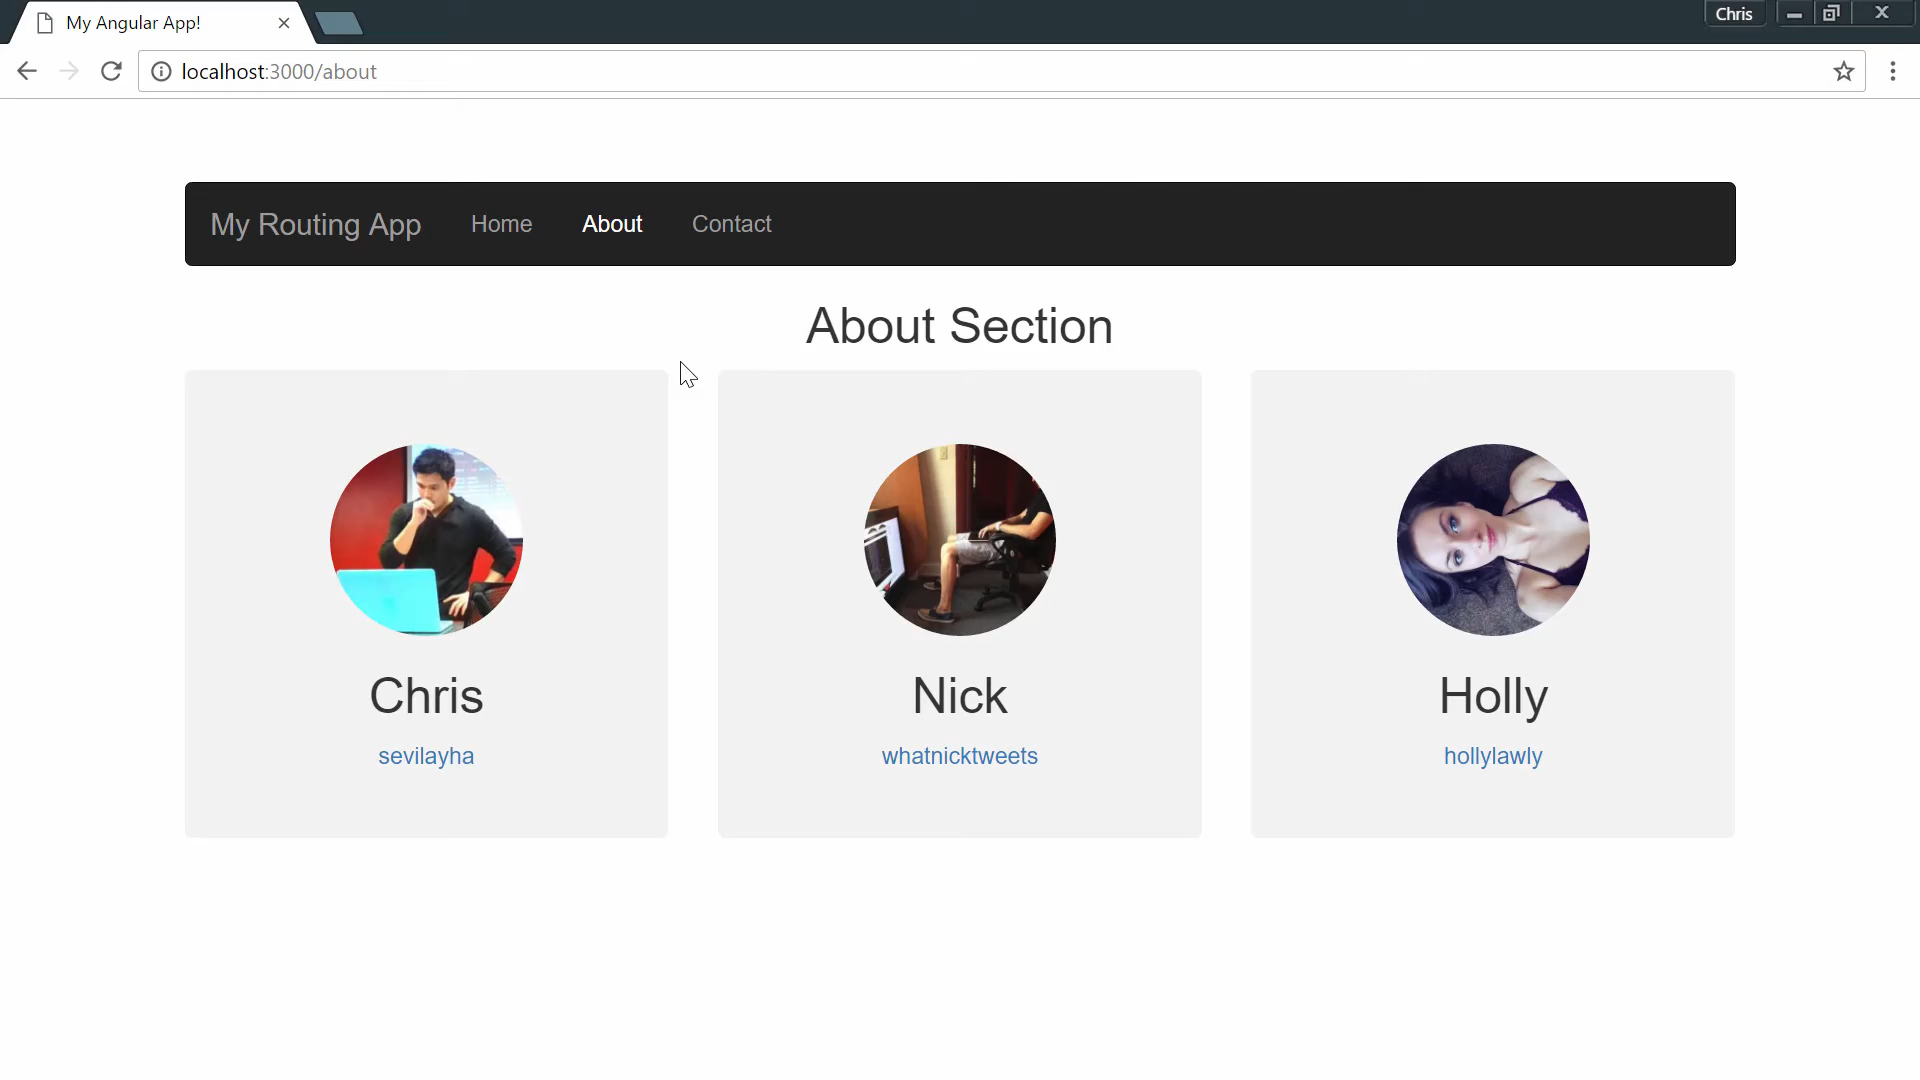 My Angular App!
Chris
localhost:3000/about
My Routing App Home About Contact
About Section
Chris
sevilayha
Nick
whatnicktweets
Holly
hollylawly